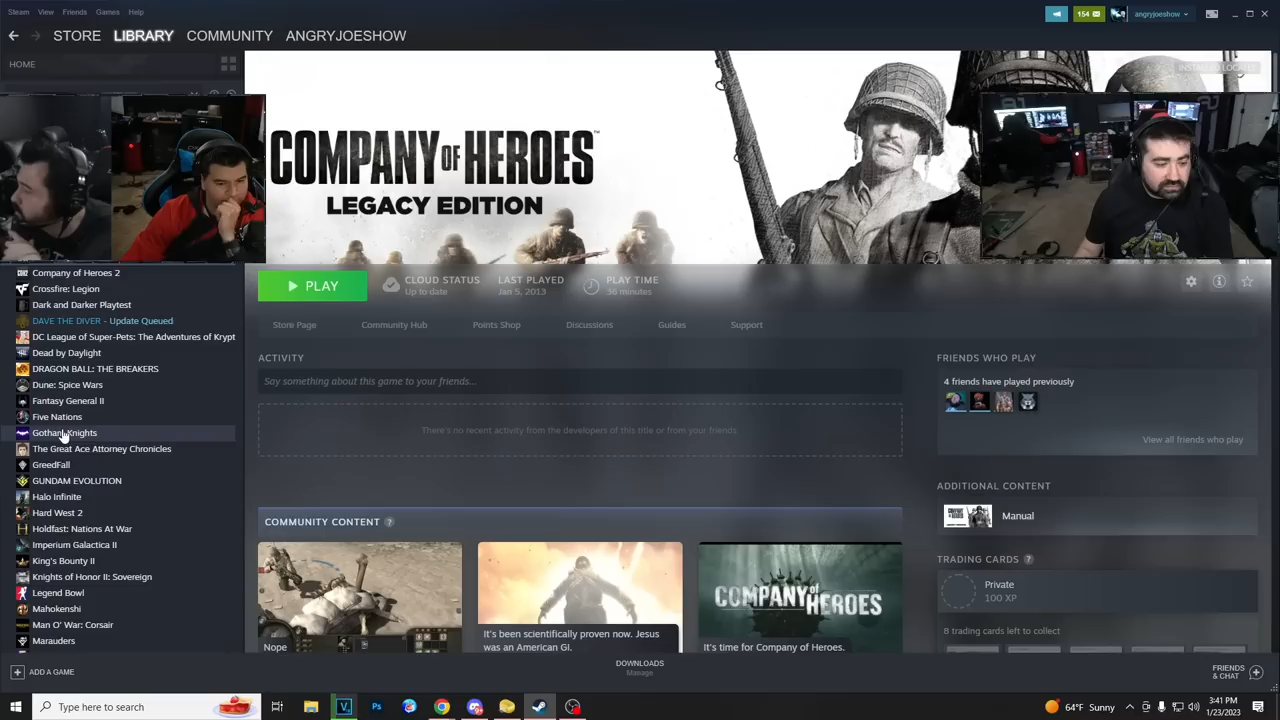 Steam View Friends Games Help
154
angryjoeshow
STORE LIBRARY COMMUNITY ANGRYJOESHOW
HOME
COMPANY OF HEROES™
LEGACY EDITION
Company of Heroes 2
Crossfire: Legion
Dark and Darker Playtest
DAVE THE DIVER - Update Queued
DC League of Super-Pets: The Adventures of Krypt
Dead by Daylight
DRAGON BALL: THE BREAKERS
Dune: Spice Wars
Fantasy General II
Five Nations
Gotham Knights
The Great Ace Attorney Chronicles
GreedFall
GUNDAM EVOLUTION
Halo Infinite
Hard West 2
Holdfast: Nations At War
Imperium Galactica II
King's Bounty II
Knights of Honor II: Sovereign
Legend Bowl
Mahokenshi
Man O' War: Corsair
Marauders
PLAY
CLOUD STATUS
Up to date
LAST PLAYED
Jan 5, 2013
PLAY TIME
36 minutes
Store Page Community Hub Points Shop Discussions Guides Support
ACTIVITY
Say something about this game to your friends...
There's no recent activity from the developers of this title or from your friends.
COMMUNITY CONTENT ?
Nope
It's been scientifically proven now. Jesus
was an American GI.
COMPANY OF HEROES
It's time for Company of Heroes.
FRIENDS WHO PLAY
4 friends have played previously
View all friends who play
ADDITIONAL CONTENT
Manual
TRADING CARDS ?
Private
100 XP
8 trading cards left to collect
ADD A GAME
DOWNLOADS
Manage
FRIENDS
& CHAT
Type here to search
Ps
64°F Sunny
3:41 PM
1/23/2023